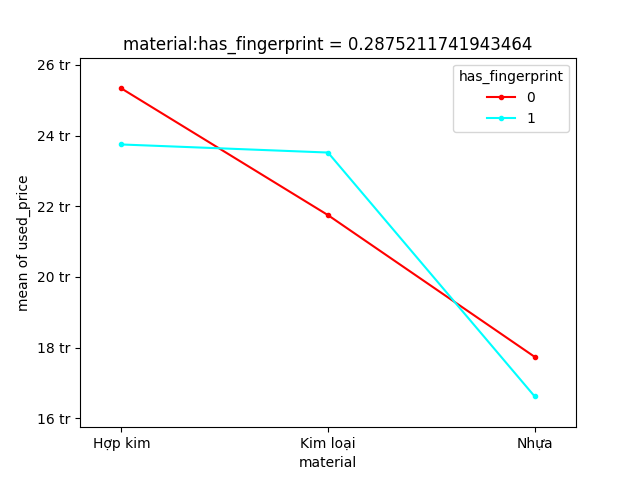 material:has_fingerprint = 0.2875211741943464
26 tr
24 tr
22 tr
20 tr
18 tr
16 tr
mean of used_price
has_fingerprint
0
1
Hợp kim
Kim loại
Nhựa
material